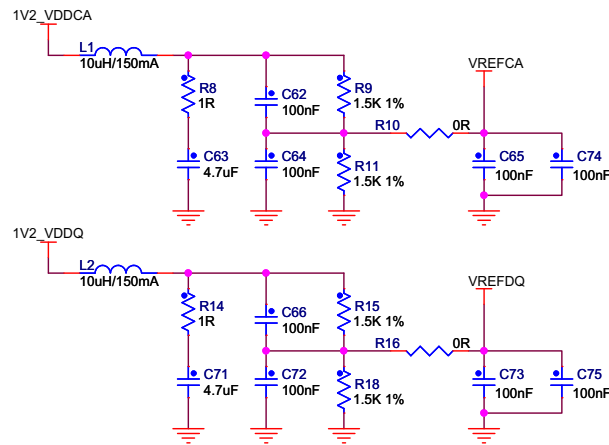 1V2_VDDCA
L1
10uH/150mA
R8
1R
C62
100nF
R9
1.5K 1%
VREFCA
R10
0R
C63
4.7uF
C64
100nF
R11
1.5K 1%
C65
100nF
C74
100nF
1V2_VDDQ
L2
10uH/150mA
R14
1R
C66
100nF
R15
1.5K 1%
VREFDQ
R16
0R
C71
4.7uF
C72
100nF
R18
1.5K 1%
C73
100nF
C75
100nF